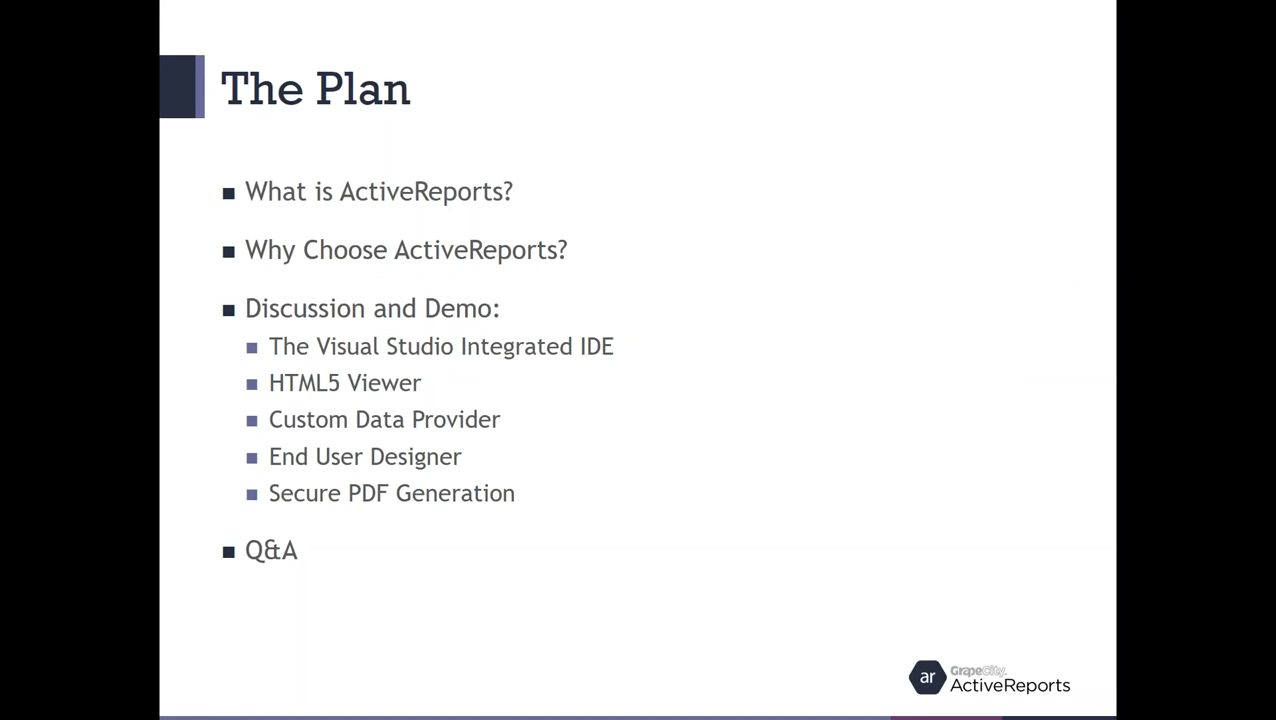 The Plan
What is ActiveReports?
Why Choose ActiveReports?
Discussion and Demo:
The Visual Studio Integrated IDE
HTML5 Viewer
Custom Data Provider
End User Designer
Secure PDF Generation
Q&A
ar
GrapeCity
ActiveReports